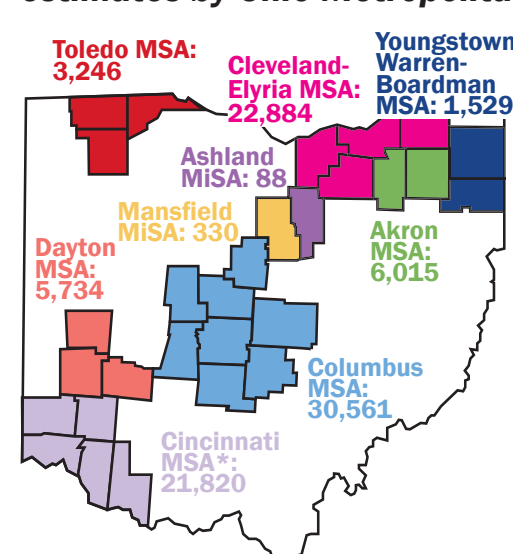 Toledo MSA:
3,246
Cleveland-
Elyria MSA:
22,884
Youngstown
Warren-
Boardman
MSA: 1,529
Ashland
MiSA: 88
Mansfield
MiSA: 330
Akron
MSA:
6,015
Dayton
MSA:
5,734
Columbus
MSA:
30,561
Cincinnati
MSA*:
21,820